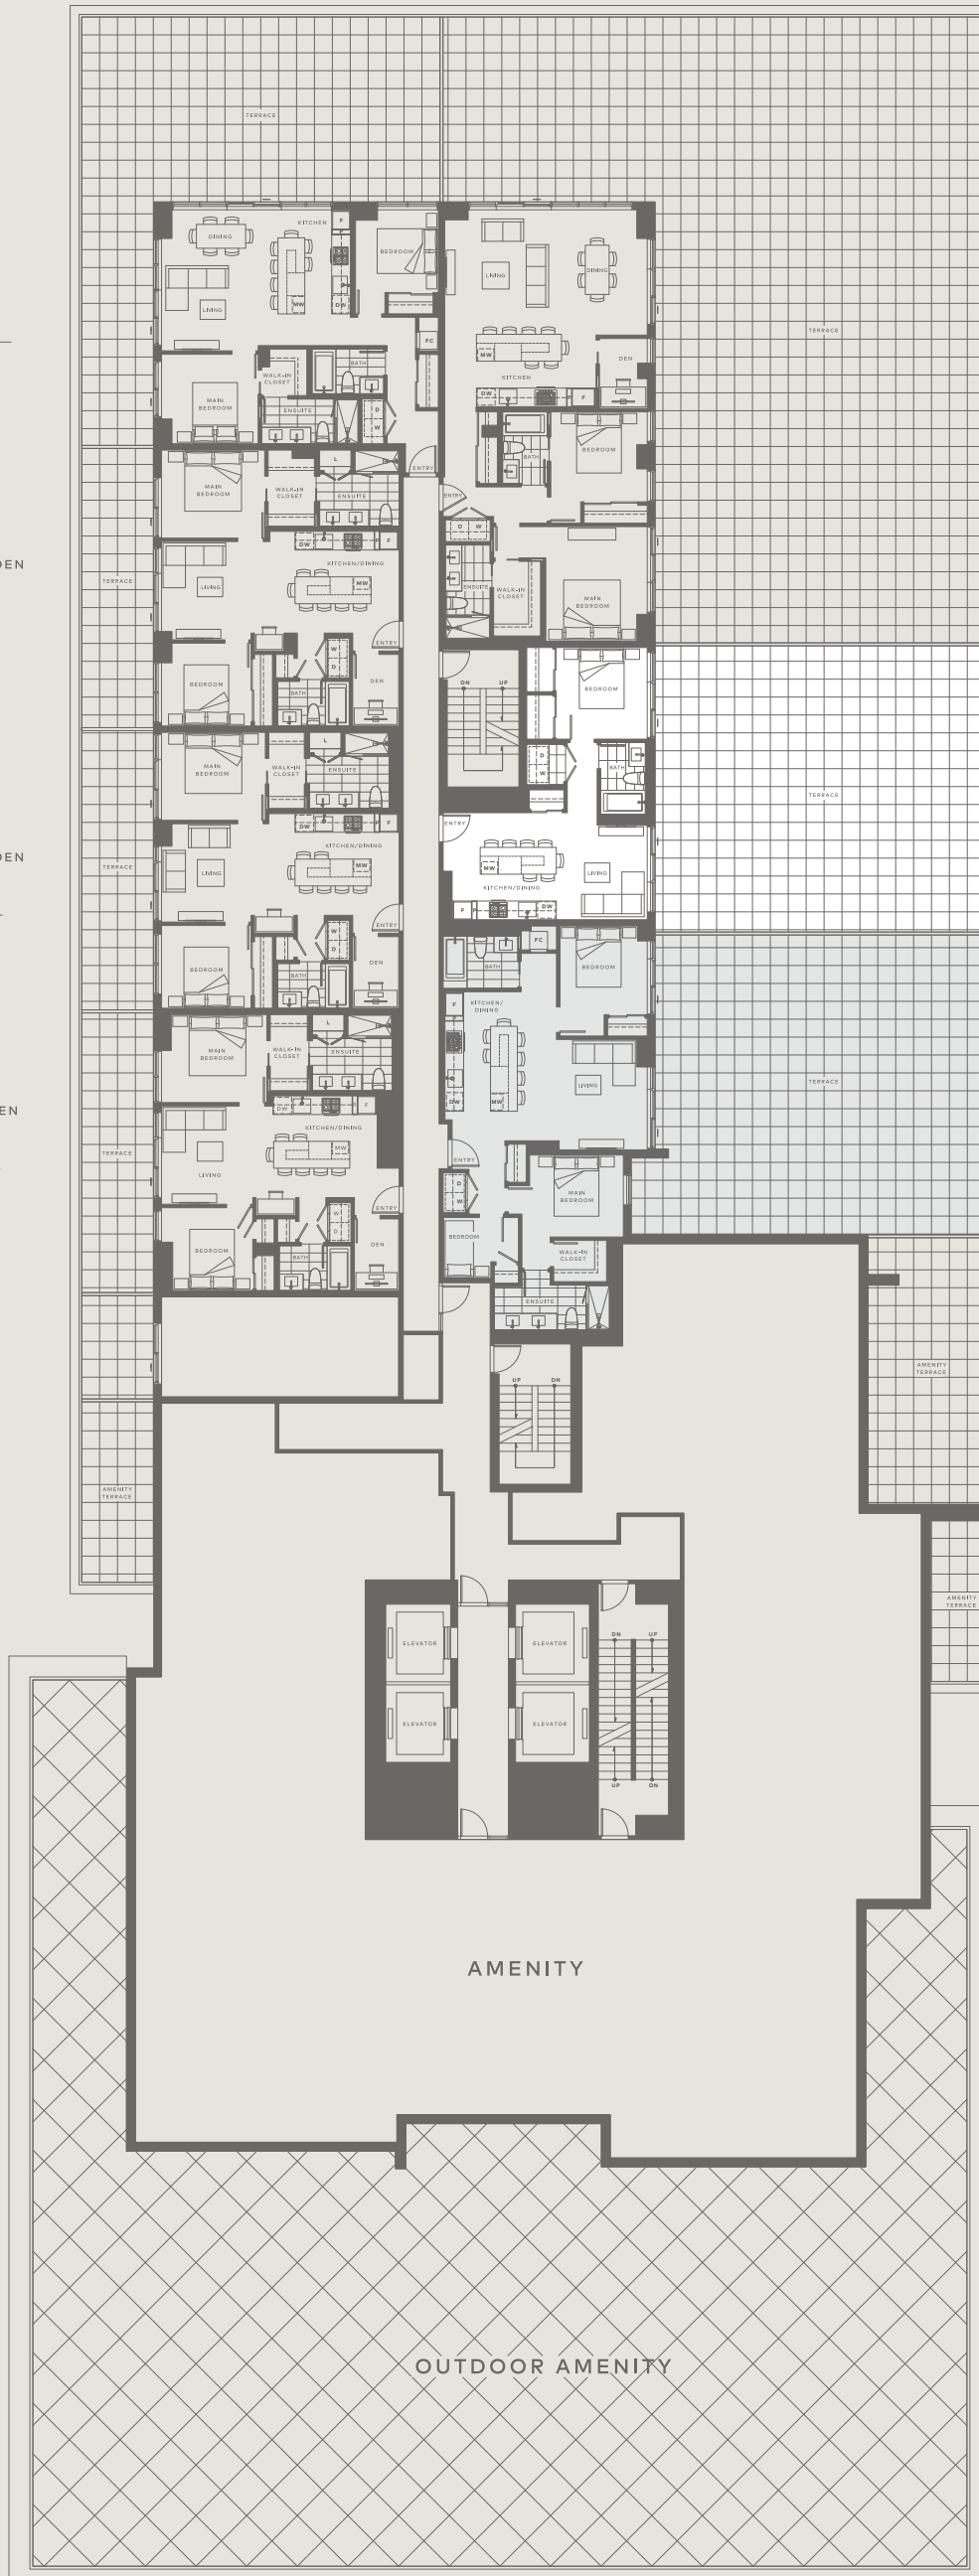 TERRACE
DINING
KITCHEN
F
BEDROOM
LIVING
MW
DW
LIVING
DINING
TERRACE
FC
MW
KITCHEN
DEN
DW
F
WALK-IN
CLOSET
BATH
MAIN
BEDROOM
ENSUITE
D
W
BATH
BEDROOM
ENTRY
DEN
MAIN
BEDROOM
WALK-IN
CLOSET
L
ENSUITE
ENTRY
D W
DW
F
KITCHEN/DINING
TERRACE
LIVING
MW
ENSUITE
WALK-IN
CLOSET
MAIN
BEDROOM
ENTRY
W
D
BEDROOM
BATH
DEN
DN UP
BEDROOM
MAIN
BEDROOM
WALK-IN
CLOSET
L
ENSUITE
D
W
BATH
TERRACE
DW
F
ENTRY
KITCHEN/DINING
DEN
TERRACE
LIVING
MW
MW
LIVING
KITCHEN/DINING
F
DW
ENTRY
W
D
BEDROOM
BATH
DEN
FC
BATH
BEDROOM
KITCHEN/
DINING
F
MAIN
BEDROOM
WALK-IN
CLOSET
L
ENSUITE
LIVING
TERRACE
DW
MW
DW
F
EN
KITCHEN/DINING
TERRACE
LIVING
MW
ENTRY
D
W
MAIN
BEDROOM
ENTRY
W
D
BEDROOM
BATH
DEN
BEDROOM
WALK-IN
CLOSET
ENSUITE
AMENITY
TERRACE
UP DN
AMENITY
TERRACE
AMENITY
TERRACE
ELEVATOR
ELEVATOR
DN UP
ELEVATOR
ELEVATOR
UP DN
AMENITY
OUTDOOR AMENITY